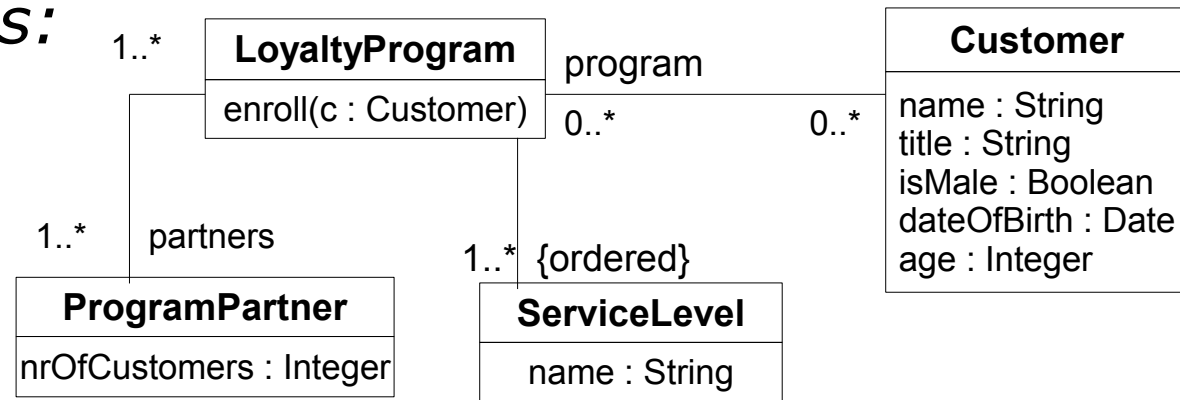 s:
1..*
LoyaltyProgram
enroll(c : Customer)
program
0..*
0..*
Customer
name : String
title : String
isMale : Boolean
dateOfBirth : Date
age : Integer
1..*
partners
1..*
{ordered}
ProgramPartner
nrOfCustomers : Integer
ServiceLevel
name : String